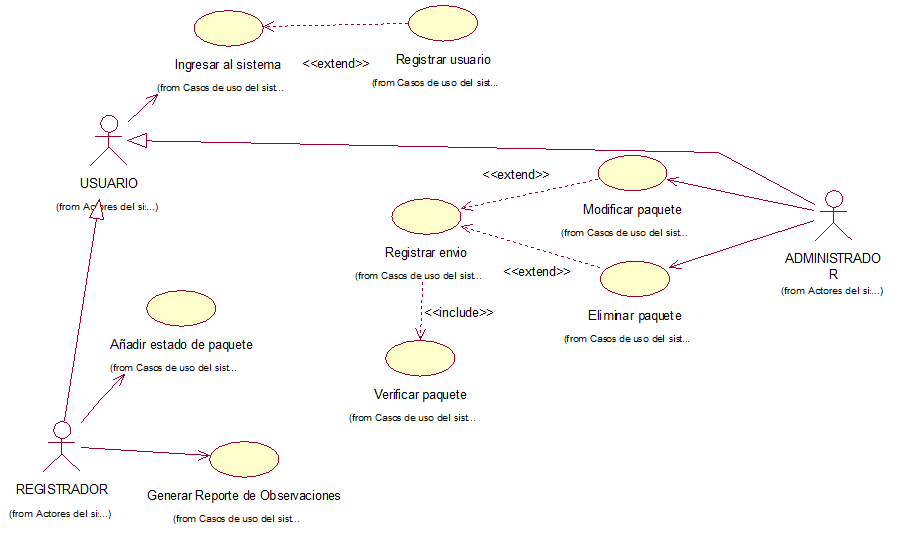 Ingresar al sistema
(from Casos de uso del sist...
<<extend>>
Registrar usuario
(from Casos de uso del sist...
USUARIO
(from Actores del si:...)
<<extend>>
Modificar paquete
(from Casos de uso del sist...
Registrar envio
(from Casos de uso del sist...
<<extend>>
ADMINISTRADO
R
(from Actores del si:...)
Eliminar paquete
(from Casos de uso del sist...
<<include>>
Añadir estado de paquete
(from Casos de uso del sist...
Verificar paquete
(from Casos de uso del sist...
REGISTRADOR
(from Actores del si:...)
Generar Reporte de Observaciones
(from Casos de uso del sist...